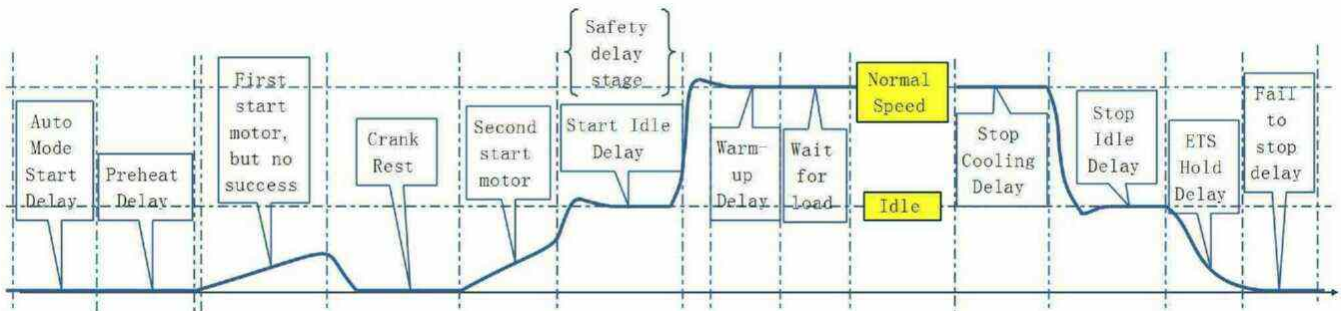 Auto
Mode
Start
Delay
Preheat
Delay
First
start
motor,
but no
success
Crank
Rest
Second
start
motor
Safety
delay
stage
Start Idle
Delay
Warm-
up
Delay
Wait
for
load
Normal
Speed
Idle
Stop
Cooling
Delay
Stop
Idle
Delay
ETS
Hold
Delay
Fail
to
stop
delay